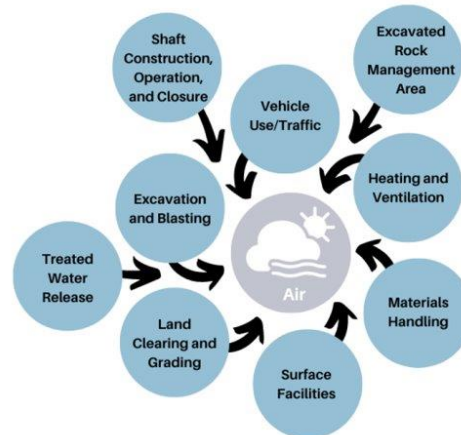 Shaft
Construction,
Operation,
and Closure
Excavated
Rock
Management
Area
Vehicle
Use/Traffic
Heating and
Ventilation
Excavation
and Blasting
Treated
Water
Release
Air
Materials
Handling
Land
Clearing and
Grading
Surface
Facilities